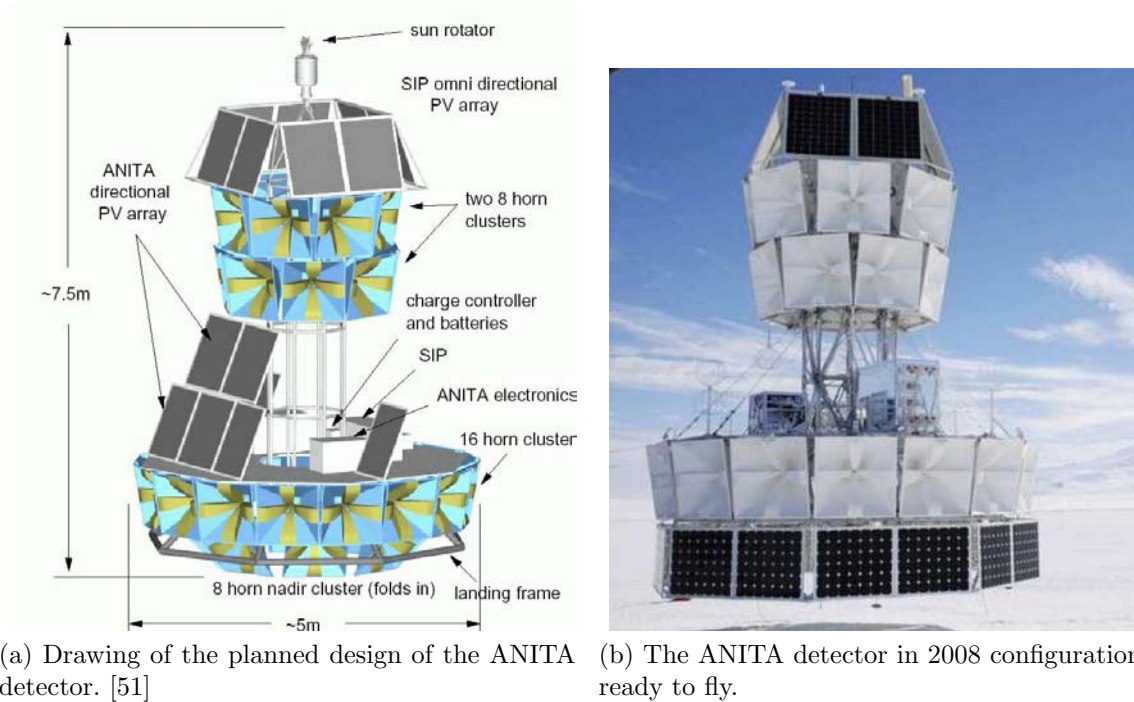 sun rotator
SIP omni directional
PV array
ANITA
directional
PV array
two 8 horn
clusters
~7.5m
charge controller
and batteries
SIP
ANITA electronics
16 horn cluster
8 horn nadir cluster (folds in)
landing frame
~5m
(a) Drawing of the planned design of the ANITA
detector. [51]
(b) The ANITA detector in 2008 configuration
ready to fly.